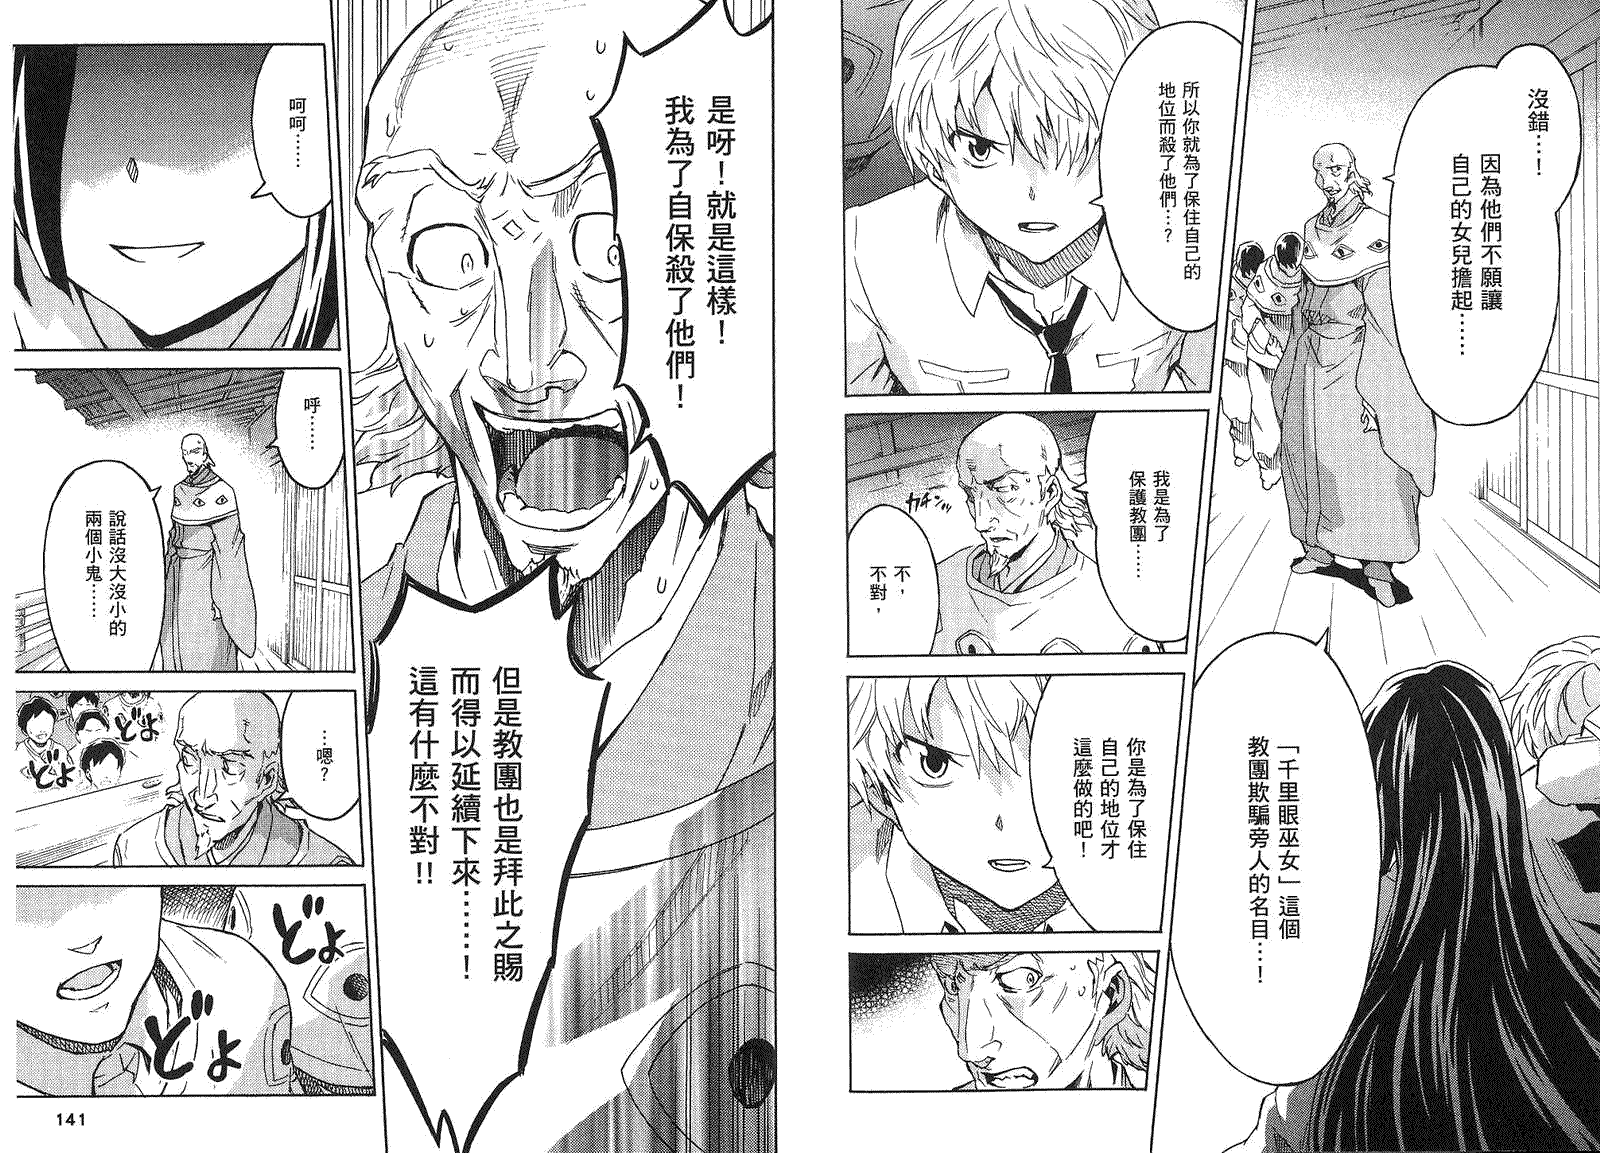 沒錯…！
因為他們不願讓
自己的女兒擔起……
「千里眼巫女」這個
教團欺騙旁人的名目…！
所以你就為了保住自己的
地位而殺了他們…？
我是為了
保護教團……
カチン
不，
不對，
你是為了保住
自己的地位才
這麼做的吧！
是呀！就是這樣！
我為了自保殺了他們！
但是教團也是拜此之賜
而得以延續下來……！
這有什麼不對!!
呵呵……
呼……
說話沒大沒小的
兩個小鬼……
…嗯？
どよ
どよ
どよ
どよ
141